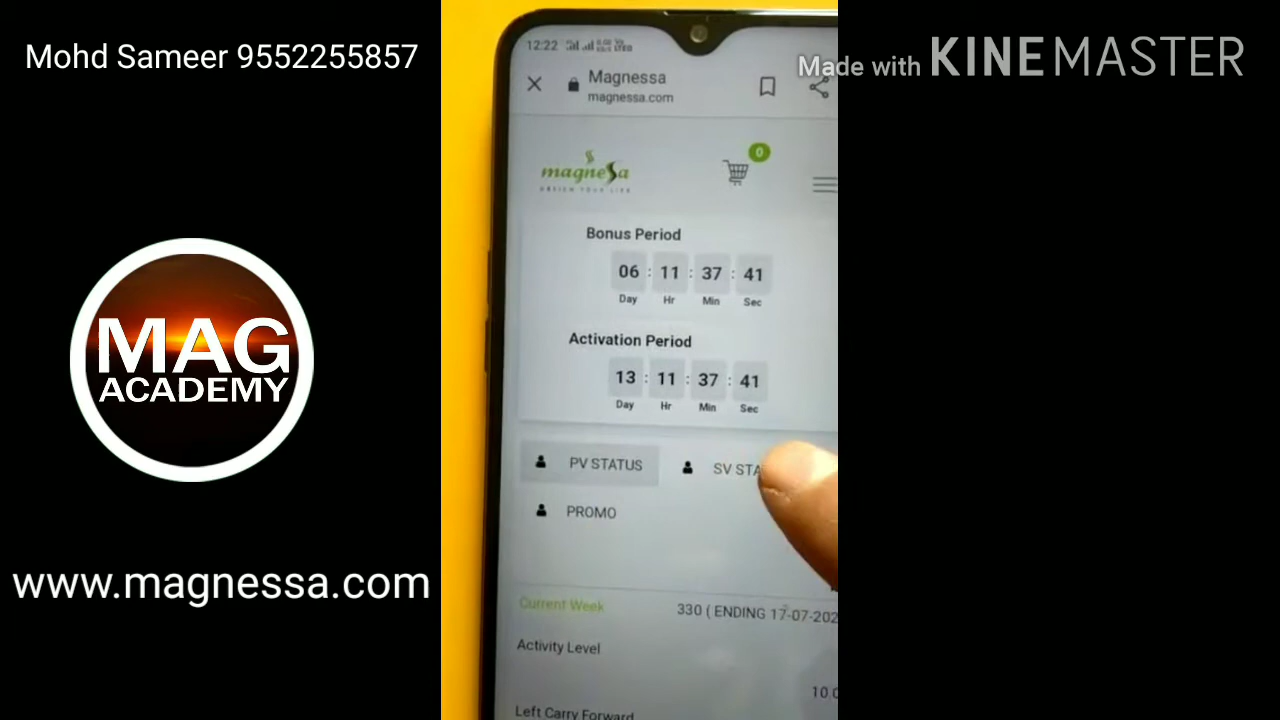 Mohd Sameer 9552255857
Made with KINEMASTER
MAG
ACADEMY
www.magnessa.com
12:22
Magnessa
magnessa.com
0
magnessa
Bonus Period
06 : 11 : 37 : 41
Day Hr Min Sec
Activation Period
13 : 11 : 37 : 41
Day Hr Min Sec
PV STATUS
SV STA
PROMO
Current Week
330 ( ENDING 17-07-202
Activity Level
10.0
Left Carry Forward